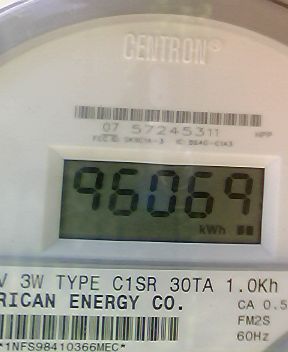 CENTRON®
07 57245311
HPP
96069
kWh
V 3W TYPE C1SR 30TA 1.0Kh
RICAN ENERGY CO.
CA 0.5
FM2S
60Hz
*1NFS98410366MEC*